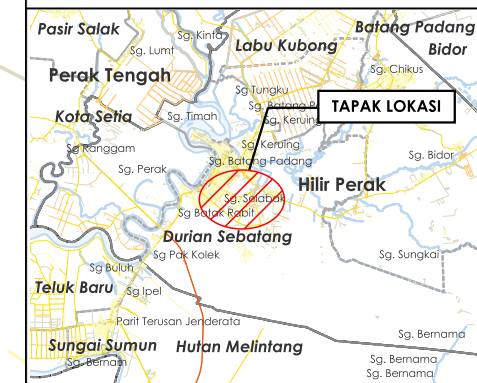 Pasir Salak
Sg. Kinta
Batang Padang
Sg. Lumt
Labu Kubong
Bidor
Perak Tengah
Sg. Chikus
Sg Tungku
Sg. Batang P
TAPAK LOKASI
Kota Setia
Sg. Timah
Sg. Keruing
Sg Ranggam
Sg. Keruing
Sg. Perak
Sg. Batang Padang
Sg. Bidor
Hilir Perak
Sg. Selabak
Sg Batak Rabit
Durian Sebatang
Sg Pak Kolek
Sg. Sungkai
Sg Buluh
Teluk Baru
Sg Ipel
Parit Terusan Jenderata
Sg. Bernama
Sungai Sumun
Hutan Melintang
Sg. Bernam
Sg. Bernama
Sg. Bernama